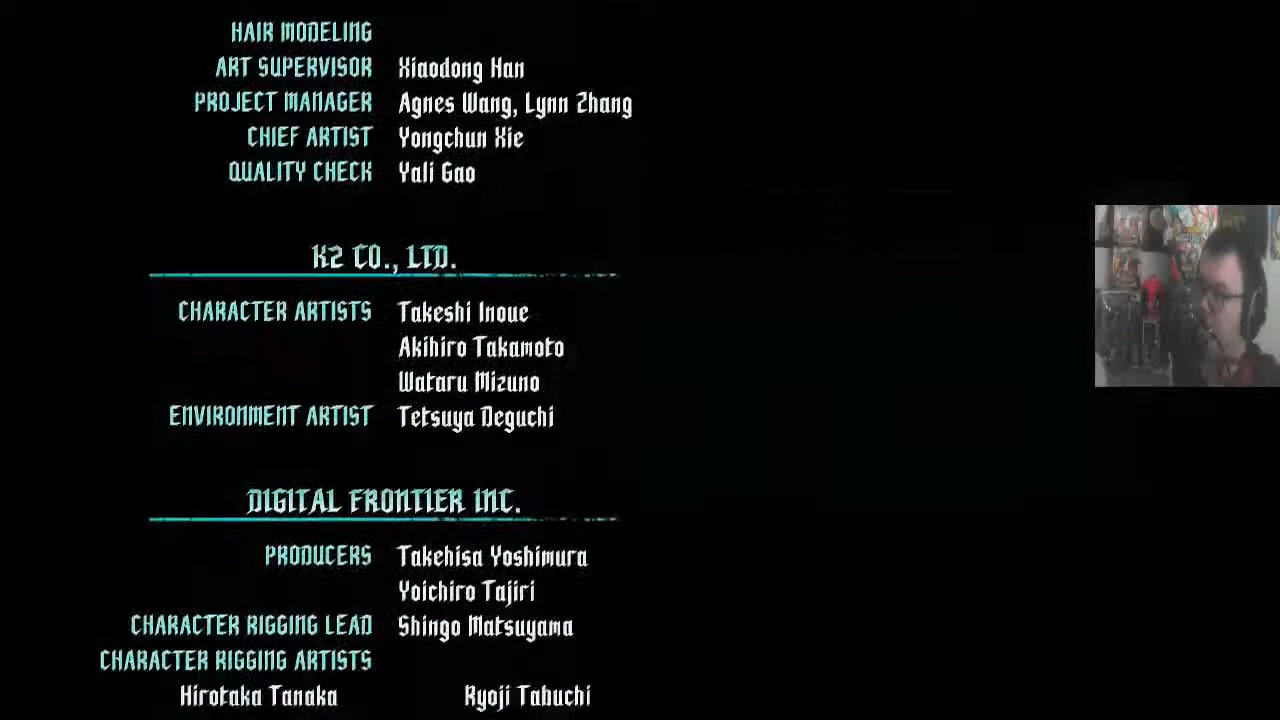 HAIR MODELING
ART SUPERVISOR Xiaodong Han
PROJECT MANAGER Agnes Wang, Lynn Zhang
CHIEF ARTIST Yongchun Xie
QUALITY CHECK Yali Gao
K2 CO., LTD.
CHARACTER ARTISTS Takeshi Inoue
Akihiro Takamoto
Wataru Mizuno
ENVIRONMENT ARTIST Tetsuya Deguchi
DIGITAL FRONTIER INC.
PRODUCERS Takehisa Yoshimura
Yoichiro Tajiri
CHARACTER RIGGING LEAD Shingo Matsuyama
CHARACTER RIGGING ARTISTS
Hirotaka Tanaka Ryoji Tabuchi